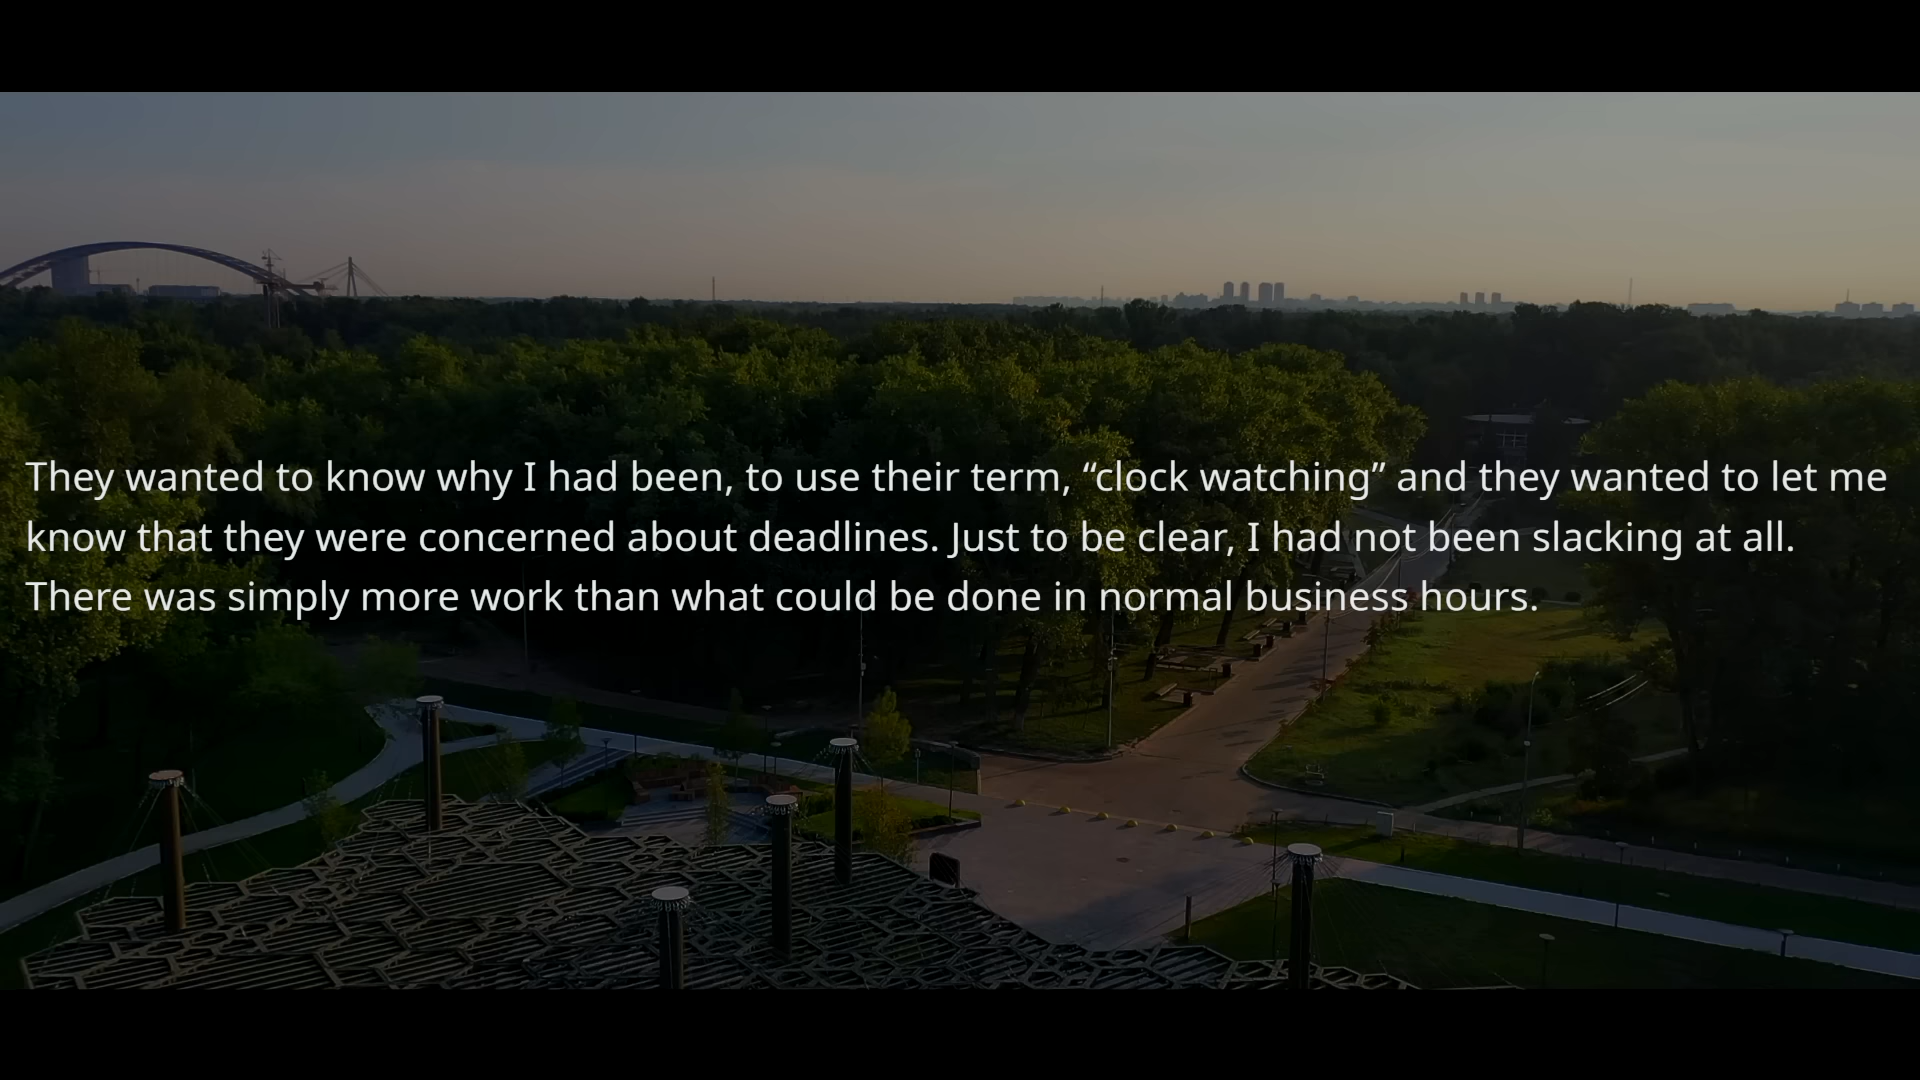 They wanted to know why I had been, to use their term, “clock watching” and they wanted to let me
know that they were concerned about deadlines. Just to be clear, I had not been slacking at all.
There was simply more work than what could be done in normal business hours.